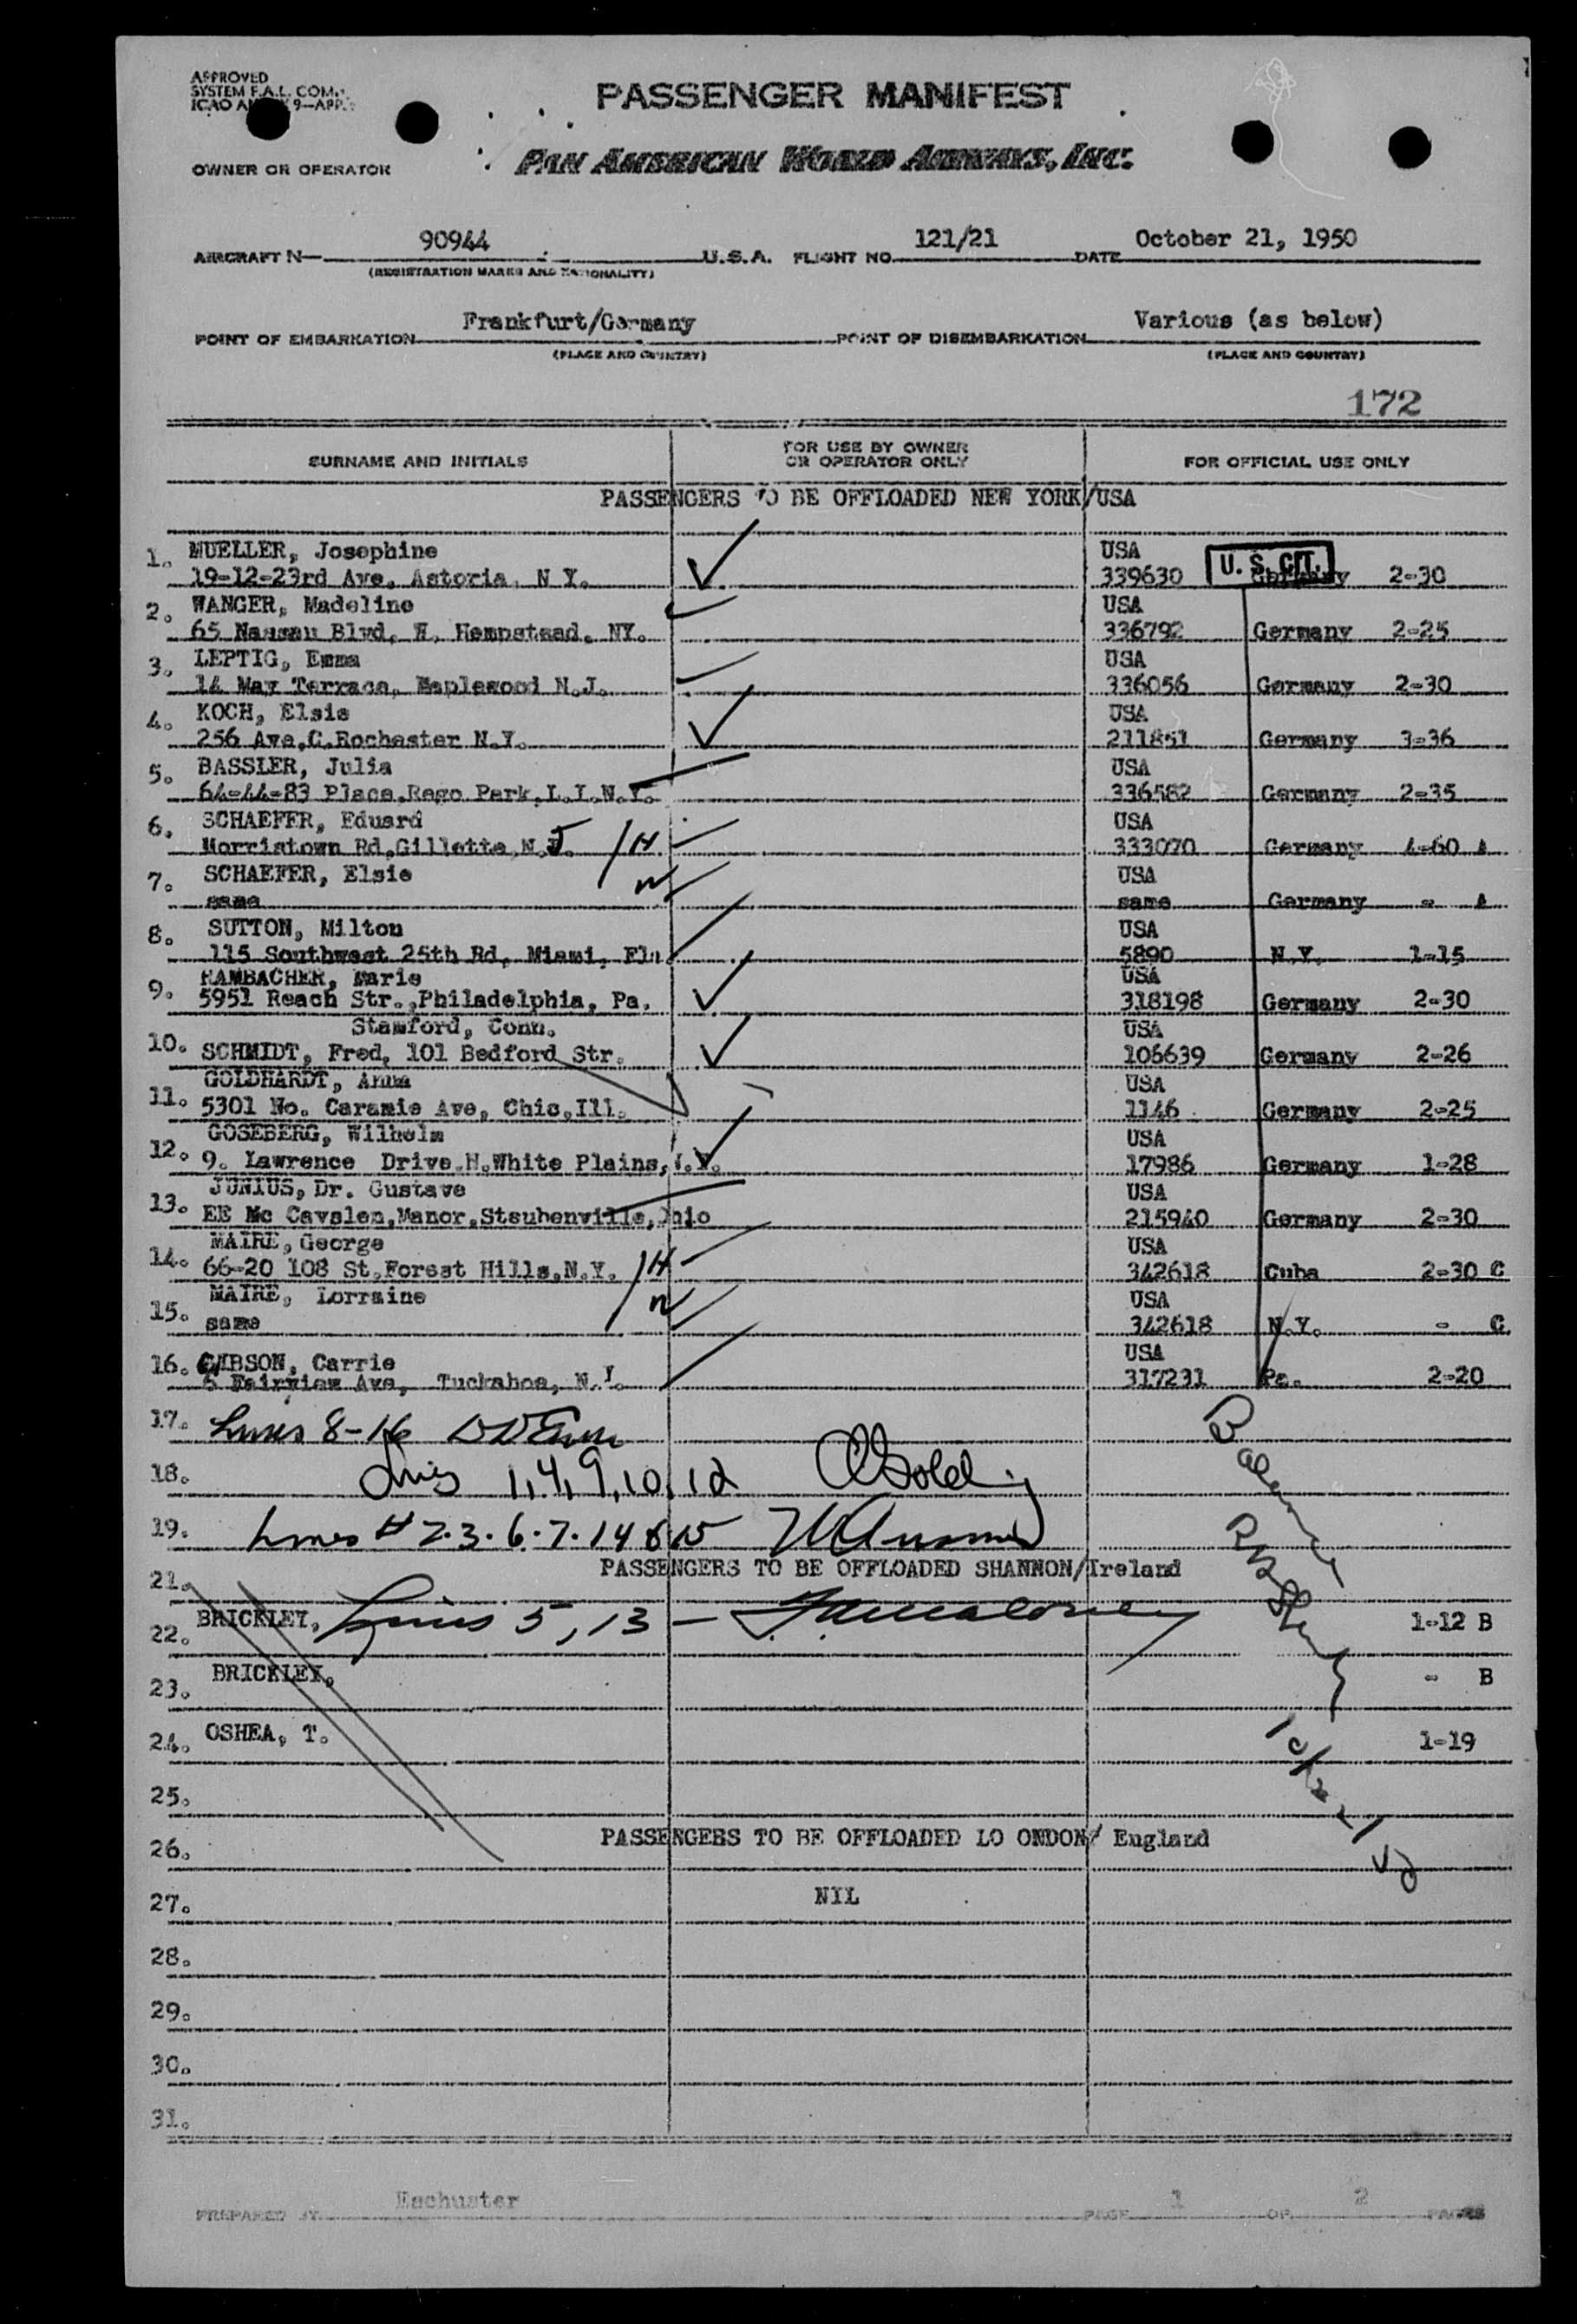 APPROVED
SYSTEM F.A.L. COM.
ICAO 9—APP.
PASSENGER MANIFEST
OWNER OR OPERATOR
PAN AMERICAN WORLD AIRWAYS, INC.
AIRCRAFT N— 90944 U.S.A. FLIGHT NO. 121/21 DATE October 21, 1950
(REGISTRATION MARKS AND NATIONALITY)
POINT OF EMBARKATION Frankfurt/Germany POINT OF DISEMBARKATION Various (as below)
(PLACE AND COUNTRY) (PLACE AND COUNTRY)
172
SURNAME AND INITIALS FOR USE BY OWNER OR OPERATOR ONLY FOR OFFICIAL USE ONLY
PASSENGERS TO BE OFFLOADED NEW YORK/USA
1. MUELLER, Josephine USA
19-12-23rd Ave. Astoria, N Y. 339630 U. S. CIT. Germany 2-30
2. WANGER, Madeline USA
65 Nassau Blvd, Hempstead, NY. 336792 Germany 2-25
3. LEPTIG, Emma USA
14 May Terrace, Maplewood N.J. 336056 Germany 2-30
4. KOCH, Elsie USA
256 Ave.C.Rochester N.Y. 211851 Germany 3-36
5. BASSLER, Julia USA
64-44-83 Place,Rego Park,L.I.N.Y. 336582 Germany 2-35
6. SCHAEFER, Eduard USA
Morristown Rd,Gillette,N.J. H 333070 Germany 4-60 A
7. SCHAEFER, Elsie W USA
same same Germany - A
8. SUTTON, Milton USA
115 Southwest 25th Rd, Miami, Fla. 5890 N.Y. 1-15
9. HAMBACHER, Marie USA
5951 Reach Str.,Philadelphia, Pa. 318198 Germany 2-30
Stamford, Conn. USA
10. SCHMIDT, Fred, 101 Bedford Str. 106639 Germany 2-26
GOLDHARDT, Anna USA
11. 5301 No. Caramie Ave, Chic,Ill. 1146 Germany 2-25
GOSEBERG, Wilhelm USA
12. 9. Lawrence Drive.N.White Plains,N.Y. 17986 Germany 1-28
JUNIUS, Dr. Gustave USA
13. EE Mc Cavslen,Manor,Steubenville,Ohio 215940 Germany 2-30
MAIRE, George USA
14. 66-20 108 St.Forest Hills,N.Y. H 342618 Cuba 2-30 C
MAIRE, Lorraine W USA
15. same 342618 N.Y. - C
16. GIBSON, Carrie USA
5 Fairview Ave, Tuckahoe, N.Y. 317231 Pa. 2-20
17. Lines 8-16
18. Lines 1,4,9,10,12
19. Lines # 2.3.6.7.14 & 15
PASSENGERS TO BE OFFLOADED SHANNON/Ireland
21.
22. BRICKLEY, Lines 5, 13 — 1-12 B
23. BRICKLEY, - B
24. OSHEA, T. 1-19
25.
PASSENGERS TO BE OFFLOADED LO ONDON/ England
26.
27. NIL
28.
29.
30.
31.
PREPARED BY Eschuster PAGE 1 OF 2 PAGES